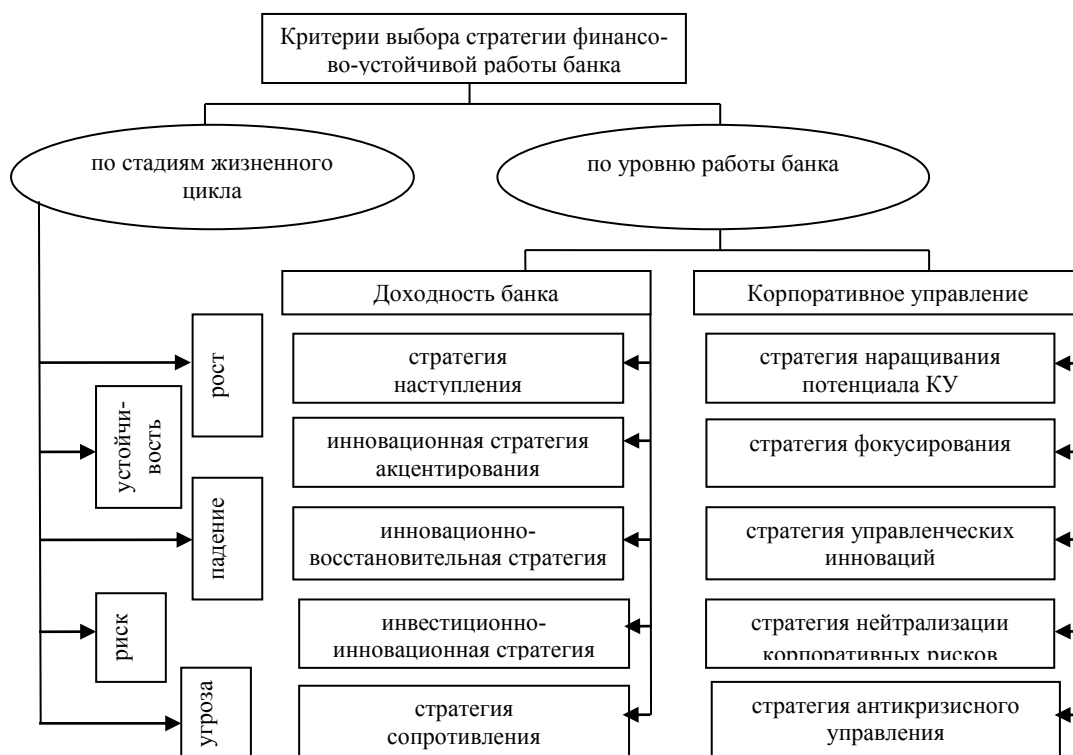 Критерии выбора стратегии финансо-
во-устойчивой работы банка
по стадиям жизненного
цикла
по уровню работы банка
Доходность банка
Корпоративное управление
рост
стратегия
наступления
стратегия наращивания
потенциала КУ
устойчи-
вость
инновационная стратегия
акцентирования
стратегия фокусирования
падение
инновационно-
восстановительная стратегия
стратегия управленческих
инноваций
риск
инвестиционно-
инновационная стратегия
стратегия нейтрализации
корпоративных рисков
угроза
стратегия
сопротивления
стратегия антикризисного
управления